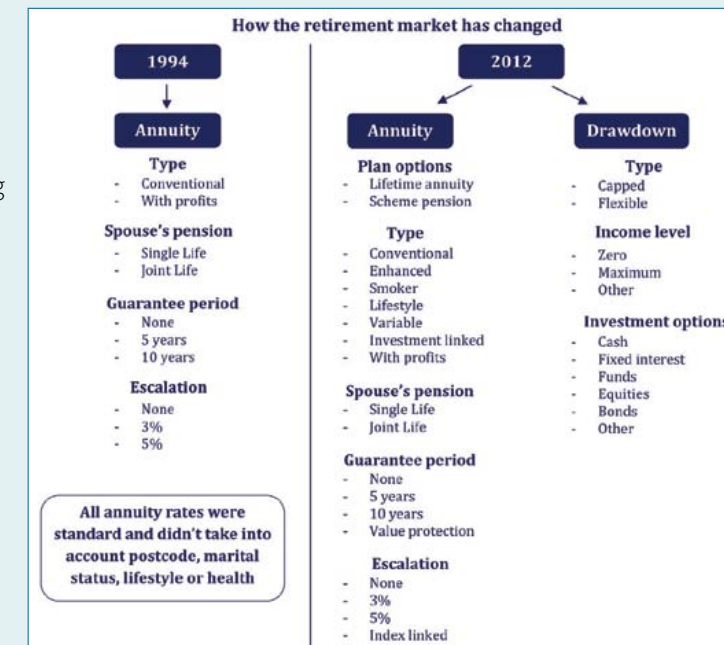 How the retirement market has changed
1994
Annuity
Type
- Conventional
- With profits
Spouse's pension
- Single Life
- Joint Life
Guarantee period
- None
- 5 years
- 10 years
Escalation
- None
- 3%
- 5%
All annuity rates were
standard and didn't take into
account postcode, marital
status, lifestyle or health
2012
Annuity
Plan options
- Lifetime annuity
- Scheme pension
Type
- Conventional
- Enhanced
- Smoker
- Lifestyle
- Variable
- Investment linked
- With profits
Spouse's pension
- Single Life
- Joint Life
Guarantee period
- None
- 5 years
- 10 years
- Value protection
Escalation
- None
- 3%
- 5%
- Index linked
Drawdown
Type
- Capped
- Flexible
Income level
- Zero
- Maximum
- Other
Investment options
- Cash
- Fixed interest
- Funds
- Equities
- Bonds
- Other